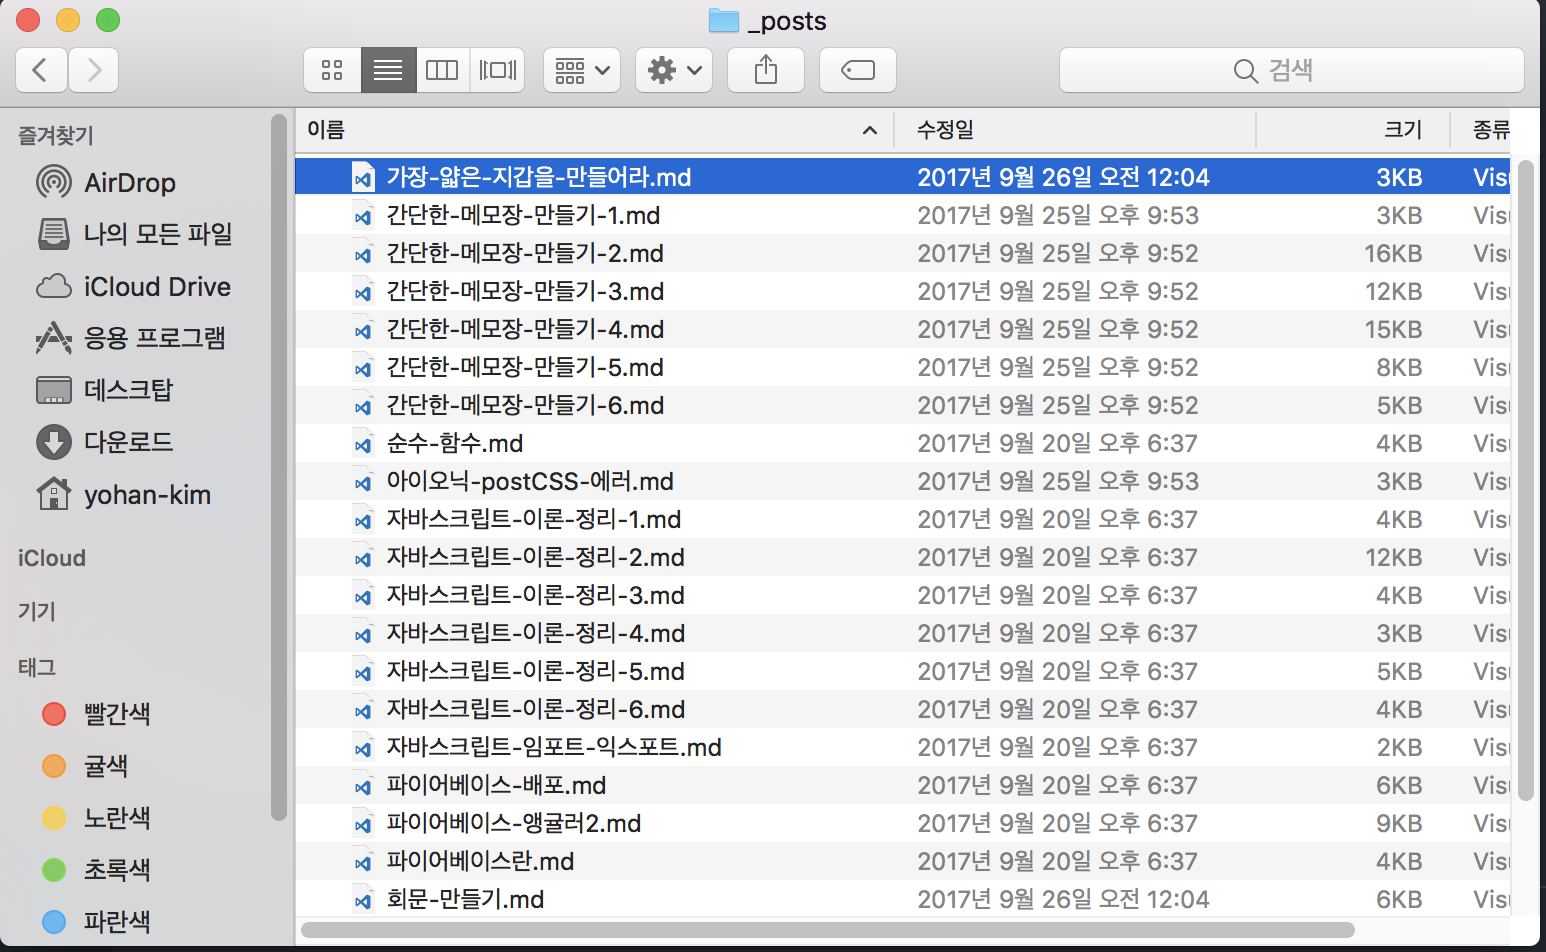 _posts
검색
즐겨찾기
AirDrop
나의 모든 파일
iCloud Drive
응용 프로그램
데스크탑
다운로드
yohan-kim
iCloud
기기
태그
빨간색
귤색
노란색
초록색
파란색
이름 수정일 크기 종류
가장-얇은-지갑을-만들어라.md 2017년 9월 26일 오전 12:04 3KB Visu
간단한-메모장-만들기-1.md 2017년 9월 25일 오후 9:53 3KB Visu
간단한-메모장-만들기-2.md 2017년 9월 25일 오후 9:52 16KB Visu
간단한-메모장-만들기-3.md 2017년 9월 25일 오후 9:52 12KB Visu
간단한-메모장-만들기-4.md 2017년 9월 25일 오후 9:52 15KB Visu
간단한-메모장-만들기-5.md 2017년 9월 25일 오후 9:52 8KB Visu
간단한-메모장-만들기-6.md 2017년 9월 25일 오후 9:52 5KB Visu
순수-함수.md 2017년 9월 20일 오후 6:37 4KB Visu
아이오닉-postCSS-에러.md 2017년 9월 25일 오후 9:53 3KB Visu
자바스크립트-이론-정리-1.md 2017년 9월 20일 오후 6:37 4KB Visu
자바스크립트-이론-정리-2.md 2017년 9월 20일 오후 6:37 12KB Visu
자바스크립트-이론-정리-3.md 2017년 9월 20일 오후 6:37 4KB Visu
자바스크립트-이론-정리-4.md 2017년 9월 20일 오후 6:37 3KB Visu
자바스크립트-이론-정리-5.md 2017년 9월 20일 오후 6:37 5KB Visu
자바스크립트-이론-정리-6.md 2017년 9월 20일 오후 6:37 4KB Visu
자바스크립트-임포트-익스포트.md 2017년 9월 20일 오후 6:37 2KB Visu
파이어베이스-배포.md 2017년 9월 20일 오후 6:37 6KB Visu
파이어베이스-앵귤러2.md 2017년 9월 20일 오후 6:37 9KB Visu
파이어베이스란.md 2017년 9월 20일 오후 6:37 4KB Visu
회문-만들기.md 2017년 9월 26일 오전 12:04 6KB Visu